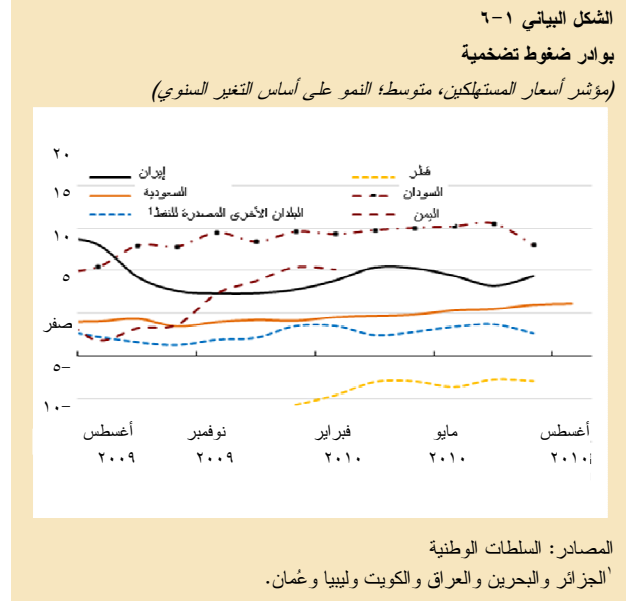 الشكل البياني ١-٦
بوادر ضغوط تضخمية
(مؤشر أسعار المستهلكين، متوسط؛ النمو على أساس التغير السنوي)
٢٠
إيران
قطر
١٥
السعودية
السودان
البلدان الأخرى المصدرة للنفط1
اليمن
١٠
٥
صفر
٥-
١٠-
أغسطس
نوفمبر
فبراير
مايو
أغسطس
٢٠٠٩
٢٠٠٩
٢٠١٠
٢٠١٠
٢٠١٠
المصادر: السلطات الوطنية
١الجزائر والبحرين والعراق والكويت وليبيا وعُمان.